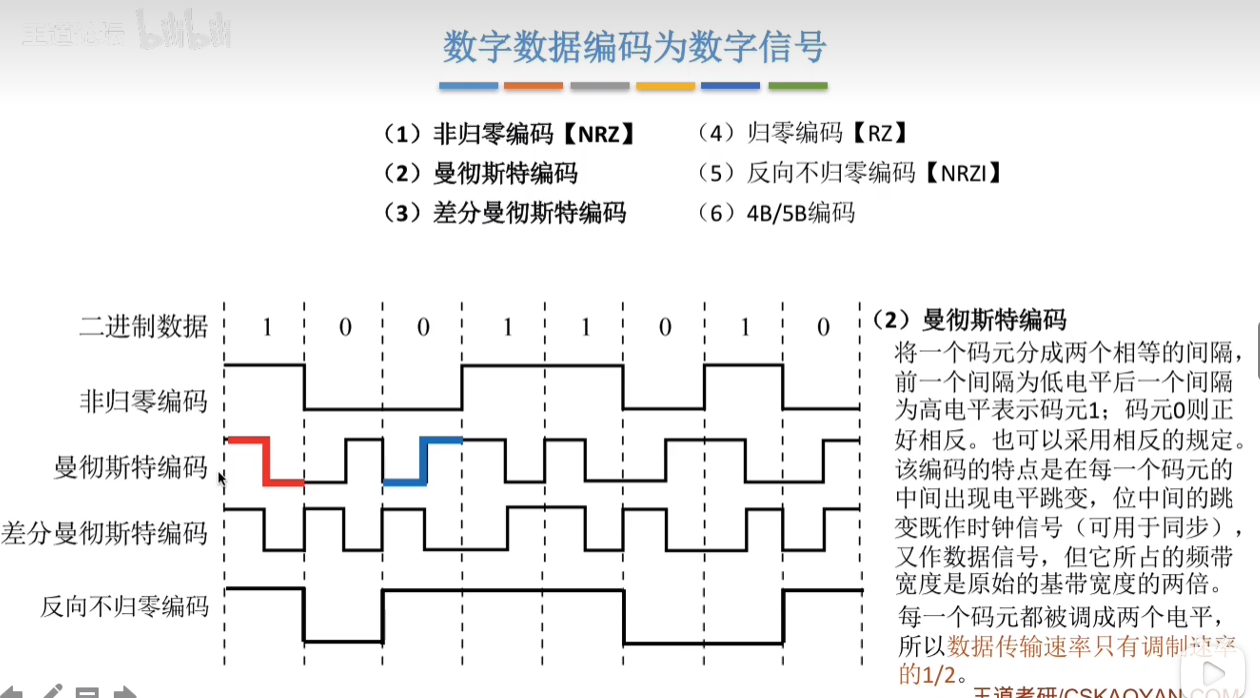 王道论坛 bilibili
数字数据编码为数字信号
（1）非归零编码【NRZ】
（4）归零编码【RZ】
（2）曼彻斯特编码
（5）反向不归零编码【NRZI】
（3）差分曼彻斯特编码
（6）4B/5B编码
二进制数据 1 0 0 1 1 0 1 0
非归零编码
曼彻斯特编码
差分曼彻斯特编码
反向不归零编码
（2）曼彻斯特编码
将一个码元分成两个相等的间隔，
前一个间隔为低电平后一个间隔
为高电平表示码元1；码元0则正
好相反。也可以采用相反的规定。
该编码的特点是在每一个码元的
中间出现电平跳变，位中间的跳
变既作时钟信号（可用于同步），
又作数据信号，但它所占的频带
宽度是原始的基带宽度的两倍。
每一个码元都被调成两个电平，
所以数据传输速率只有调制速率
的1/2。
王道考研/CSKAOYAN.COM